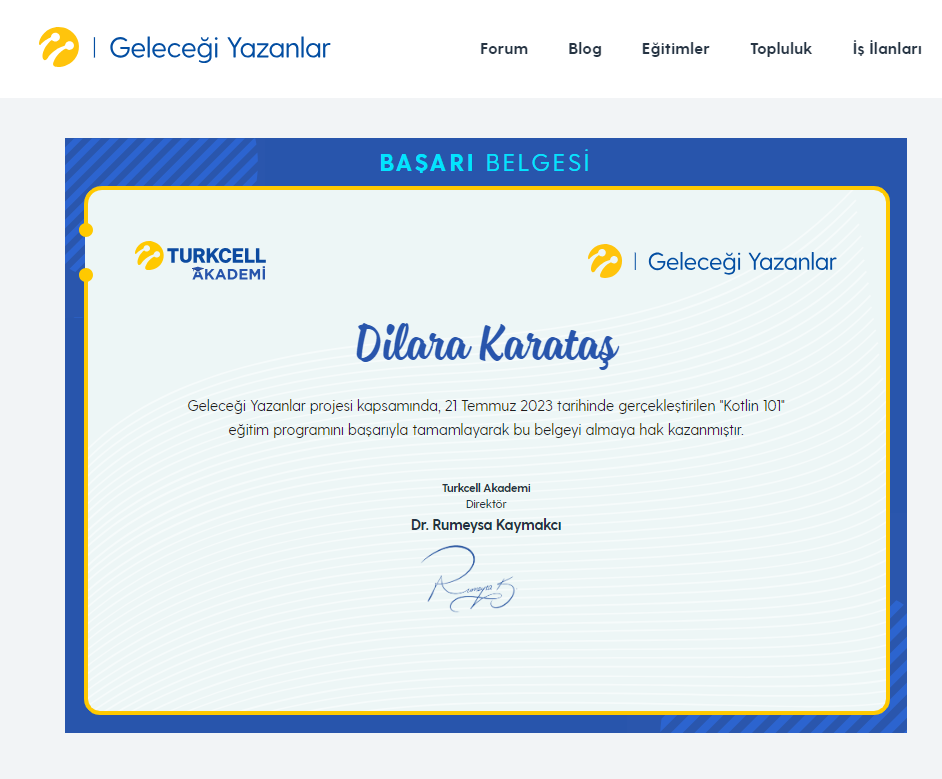 Geleceği Yazanlar
Forum Blog Eğitimler Topluluk İş İlanları
BAŞARI BELGESİ
TURKCELL
AKADEMİ
Geleceği Yazanlar
Dilara Karataş
Geleceği Yazanlar projesi kapsamında, 21 Temmuz 2023 tarihinde gerçekleştirilen "Kotlin 101"
eğitim programını başarıyla tamamlayarak bu belgeyi almaya hak kazanmıştır.
Turkcell Akademi
Direktör
Dr. Rumeysa Kaymakcı
Rumeysa K